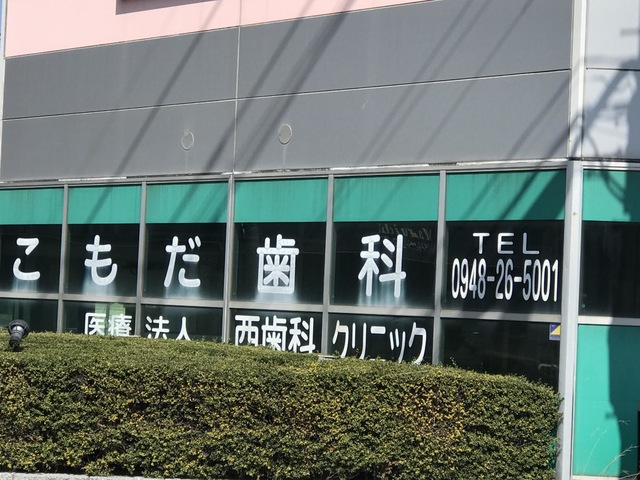 こもだ歯科
TEL
0948-26-5001
医療法人 西歯科クリニック